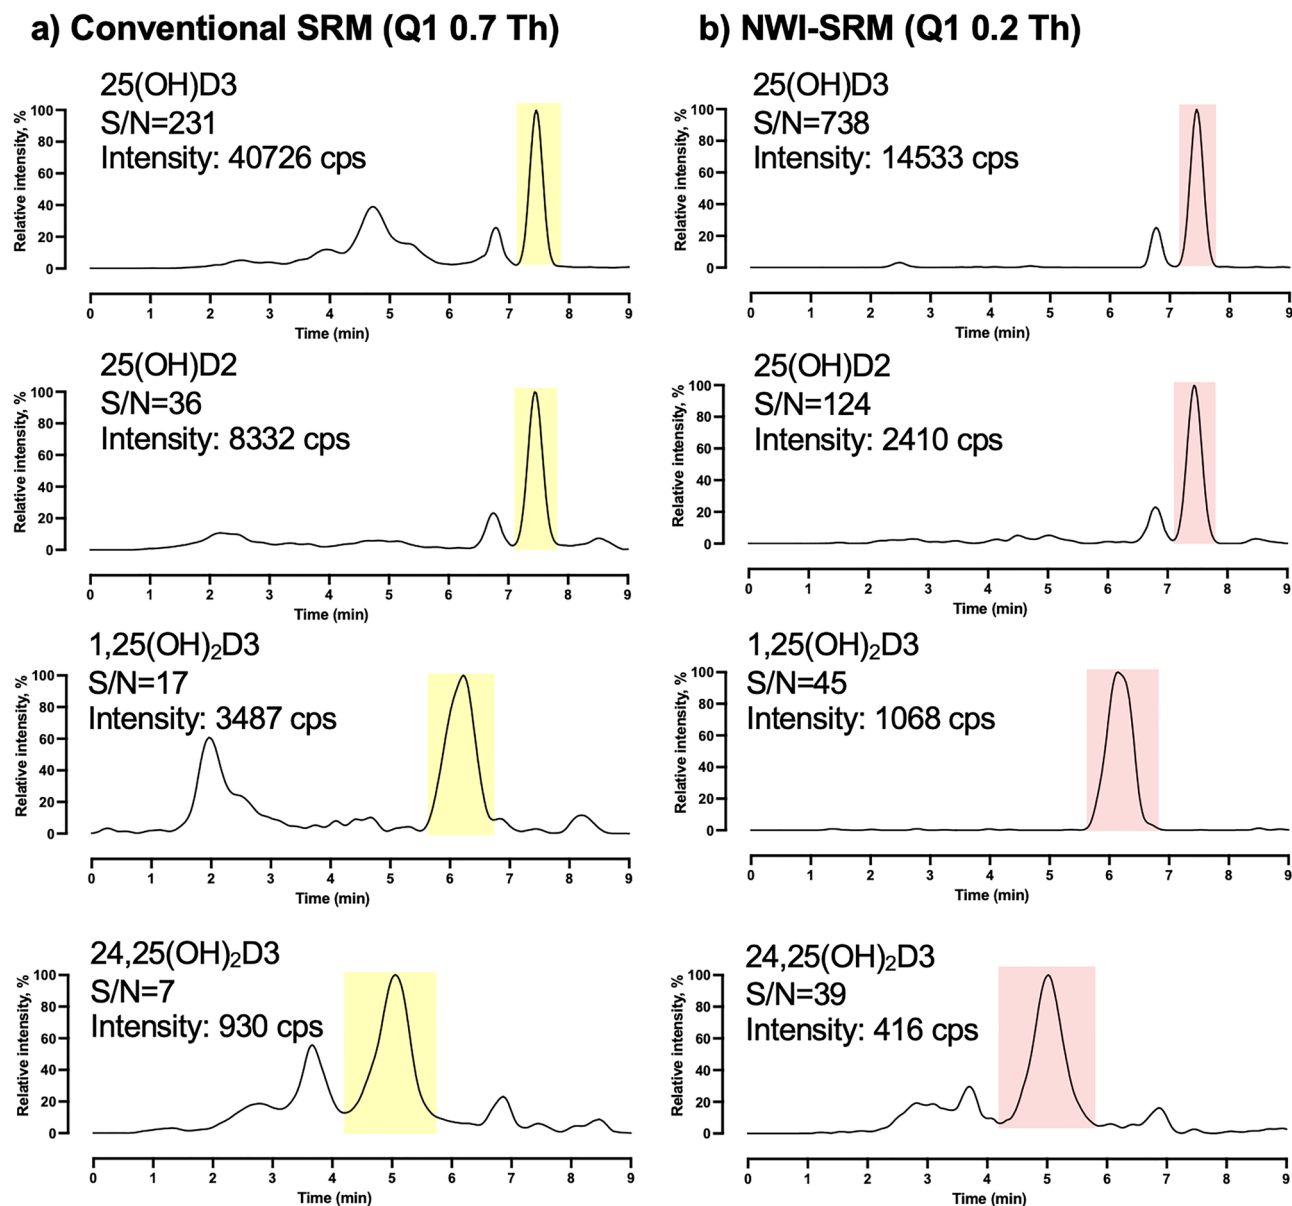 a) Conventional SRM (Q1 0.7 Th)
25(OH)D3
S/N=231
Intensity: 40726 cps
Relative intensity, %
100
80
60
40
20
0
0 1 2 3 4 5 6 7 8 9
Time (min)
25(OH)D2
S/N=36
Intensity: 8332 cps
Relative intensity, %
100
80
60
40
20
0
0 1 2 3 4 5 6 7 8 9
Time (min)
1,25(OH)₂D3
S/N=17
Intensity: 3487 cps
Relative intensity, %
100
80
60
40
20
0
0 1 2 3 4 5 6 7 8 9
Time (min)
24,25(OH)₂D3
S/N=7
Intensity: 930 cps
Relative intensity, %
100
80
60
40
20
0
0 1 2 3 4 5 6 7 8 9
Time (min)
b) NWI-SRM (Q1 0.2 Th)
25(OH)D3
S/N=738
Intensity: 14533 cps
Relative intensity, %
100
80
60
40
20
0
0 1 2 3 4 5 6 7 8 9
Time (min)
25(OH)D2
S/N=124
Intensity: 2410 cps
Relative intensity, %
100
80
60
40
20
0
0 1 2 3 4 5 6 7 8 9
Time (min)
1,25(OH)₂D3
S/N=45
Intensity: 1068 cps
Relative intensity, %
100
80
60
40
20
0
0 1 2 3 4 5 6 7 8 9
Time (min)
24,25(OH)₂D3
S/N=39
Intensity: 416 cps
Relative intensity, %
100
80
60
40
20
0
0 1 2 3 4 5 6 7 8 9
Time (min)